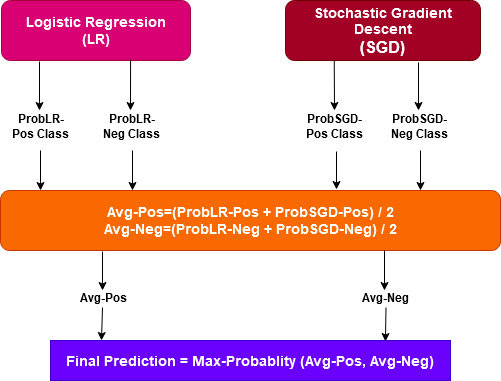 Logistic Regression
(LR)
Stochastic Gradient
Descent
(SGD)
ProbLR-
Pos Class
ProbLR-
Neg Class
ProbSGD-
Pos Class
ProbSGD-
Neg Class
Avg-Pos=(ProbLR-Pos + ProbSGD-Pos) / 2
Avg-Neg=(ProbLR-Neg + ProbSGD-Neg) / 2
Avg-Pos
Avg-Neg
Final Prediction = Max-Probablity (Avg-Pos, Avg-Neg)